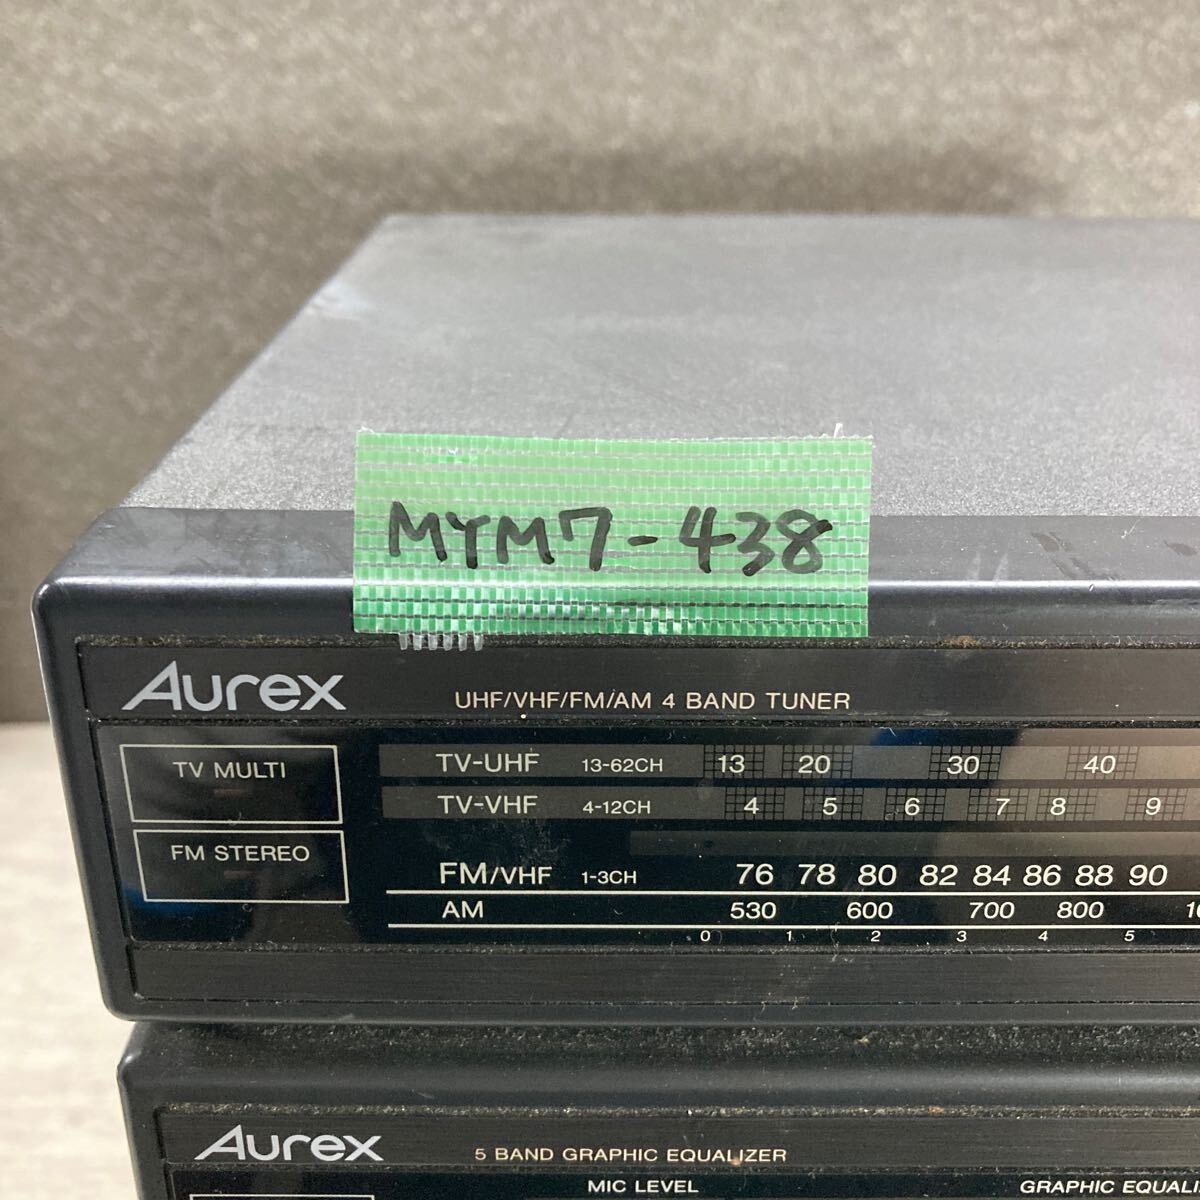 MYM7-438
Aurex
UHF/VHF/FM/AM 4 BAND TUNER
TV MULTI
FM STEREO
TV-UHF 13-62CH 13 20 30 40
TV-VHF 4-12CH 4 5 6 7 8 9
FM/VHF 1-3CH 76 78 80 82 84 86 88 90
AM 530 600 700 800
0 1 2 3 4 5
Aurex
5 BAND GRAPHIC EQUALIZER
MIC LEVEL
GRAPHIC EQUALI